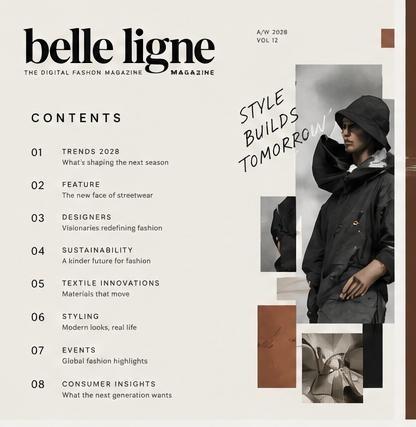 belle ligne
THE DIGITAL FASHION MAGAZINE MAGAZINE
A/W 2028
VOL 12
STYLE
BUILDS
TOMORROW
CONTENTS
01 TRENDS 2028
What's shaping the next season
02 FEATURE
The new face of streetwear
03 DESIGNERS
Visionaries redefining fashion
04 SUSTAINABILITY
A kinder future for fashion
05 TEXTILE INNOVATIONS
Materials that move
06 STYLING
Modern looks, real life
07 EVENTS
Global fashion highlights
08 CONSUMER INSIGHTS
What the next generation wants